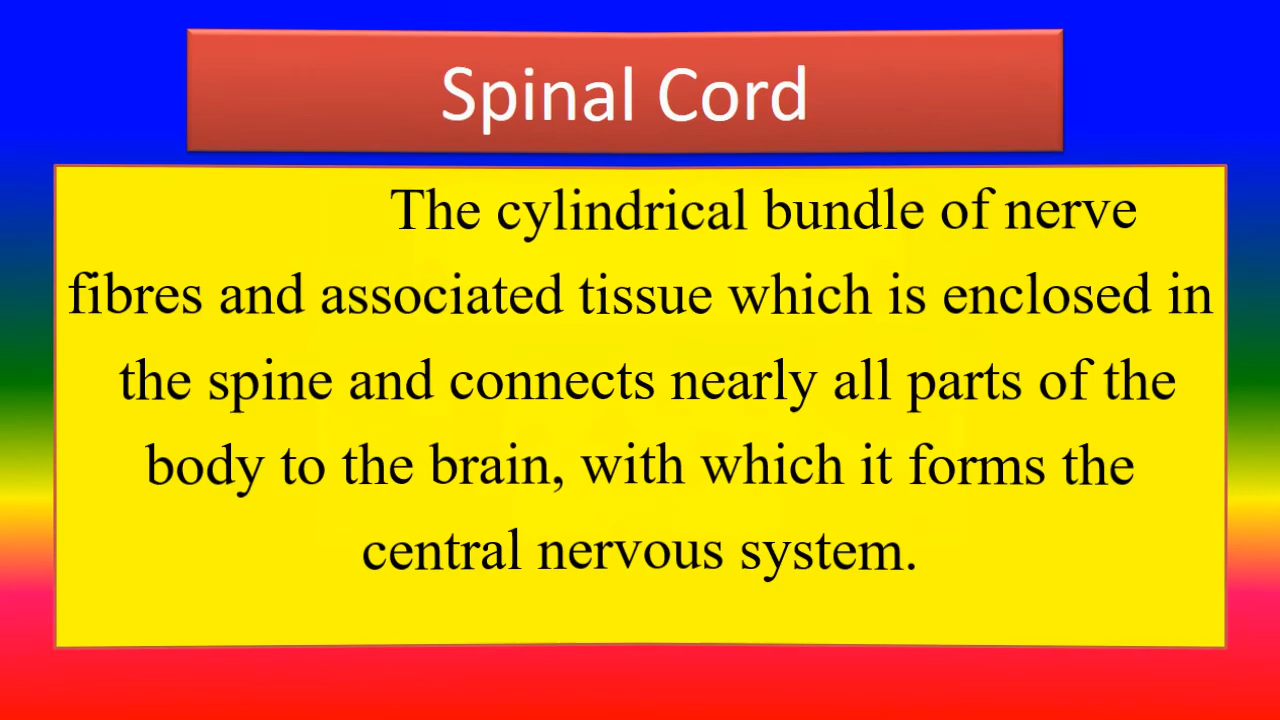 Spinal Cord
The cylindrical bundle of nerve
fibres and associated tissue which is enclosed in
the spine and connects nearly all parts of the
body to the brain, with which it forms the
central nervous system.